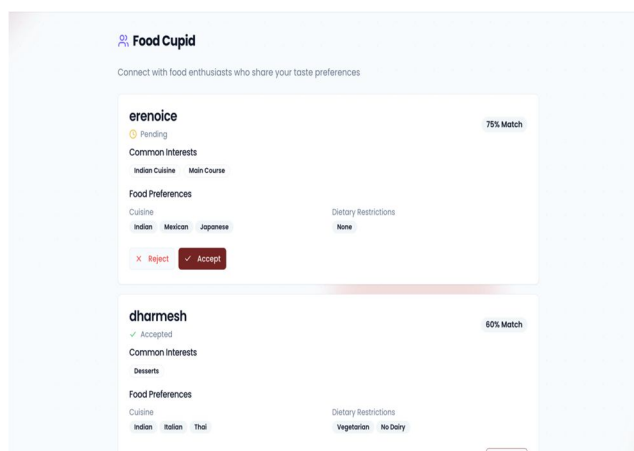 Food Cupid
Connect with food enthusiasts who share your taste preferences
erenoice
75% Match
Pending
Common Interests
Indian Cuisine Main Course
Food Preferences
Cuisine Dietary Restrictions
Indian Mexican Japanese None
Reject Accept
dharmesh
60% Match
Accepted
Common Interests
Desserts
Food Preferences
Cuisine Dietary Restrictions
Indian Italian Thai Vegetarian No Dairy